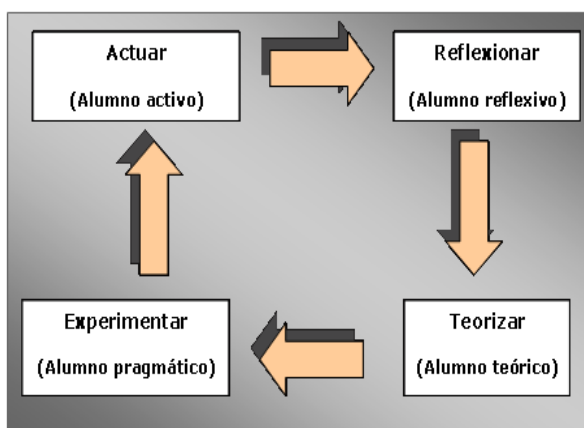 Actuar
(Alumno activo)
Reflexionar
(Alumno reflexivo)
Experimentar
(Alumno pragmático)
Teorizar
(Alumno teórico)